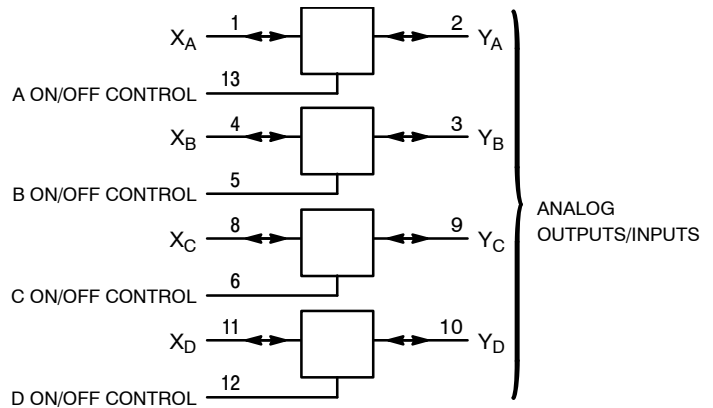 X_A 1 2 Y_A
A ON/OFF CONTROL 13
X_B 4 3 Y_B
B ON/OFF CONTROL 5
X_C 8 9 Y_C
C ON/OFF CONTROL 6
X_D 11 10 Y_D
D ON/OFF CONTROL 12
ANALOG
OUTPUTS/INPUTS